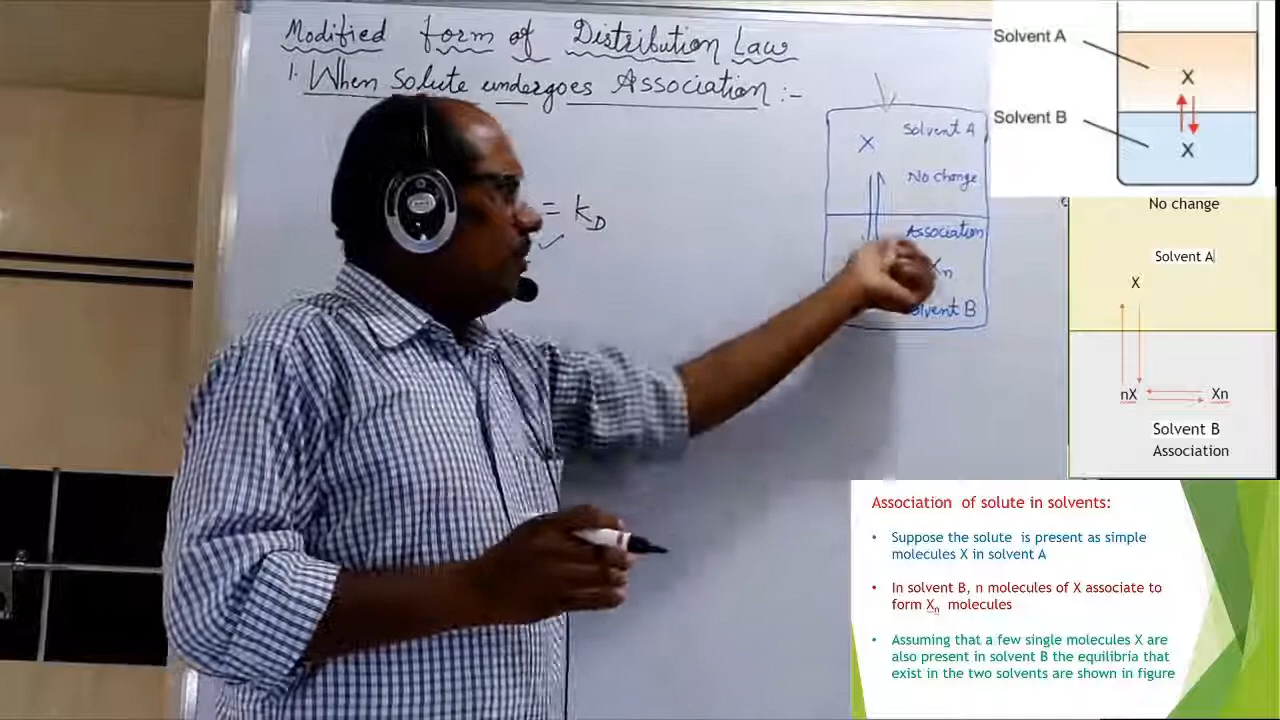 Modified form of Distribution Law
1. When Solute undergoes Association :-
= KD
X Solvent A
No change
Association
Xn
Solvent B
Solvent A
X
Solvent B
X
No change
Solvent A
X
nX Xn
Solvent B
Association
Association of solute in solvents:
• Suppose the solute is present as simple
molecules X in solvent A
• In solvent B, n molecules of X associate to
form Xn molecules
• Assuming that a few single molecules X are
also present in solvent B the equilibria that
exist in the two solvents are shown in figure